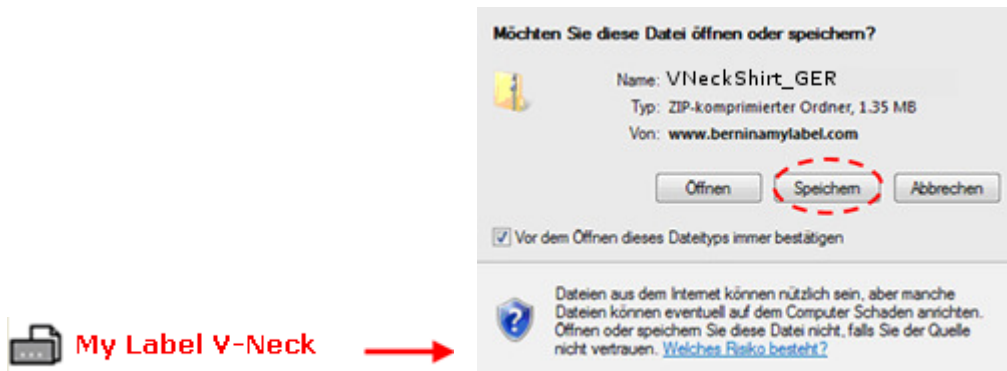 Möchten Sie diese Datei öffnen oder speichern?
Name: VNeckShirt_GER
Typ: ZIP-komprimierter Ordner, 1.35 MB
Von: www.berninamylabel.com
Öffnen Speichern Abbrechen
Vor dem Öffnen dieses Dateityps immer bestätigen
Dateien aus dem Internet können nützlich sein, aber manche
Dateien können eventuell auf dem Computer Schaden anrichten.
Öffnen oder speichern Sie diese Datei nicht, falls Sie der Quelle
nicht vertrauen. Welches Risiko besteht?
My Label V-Neck